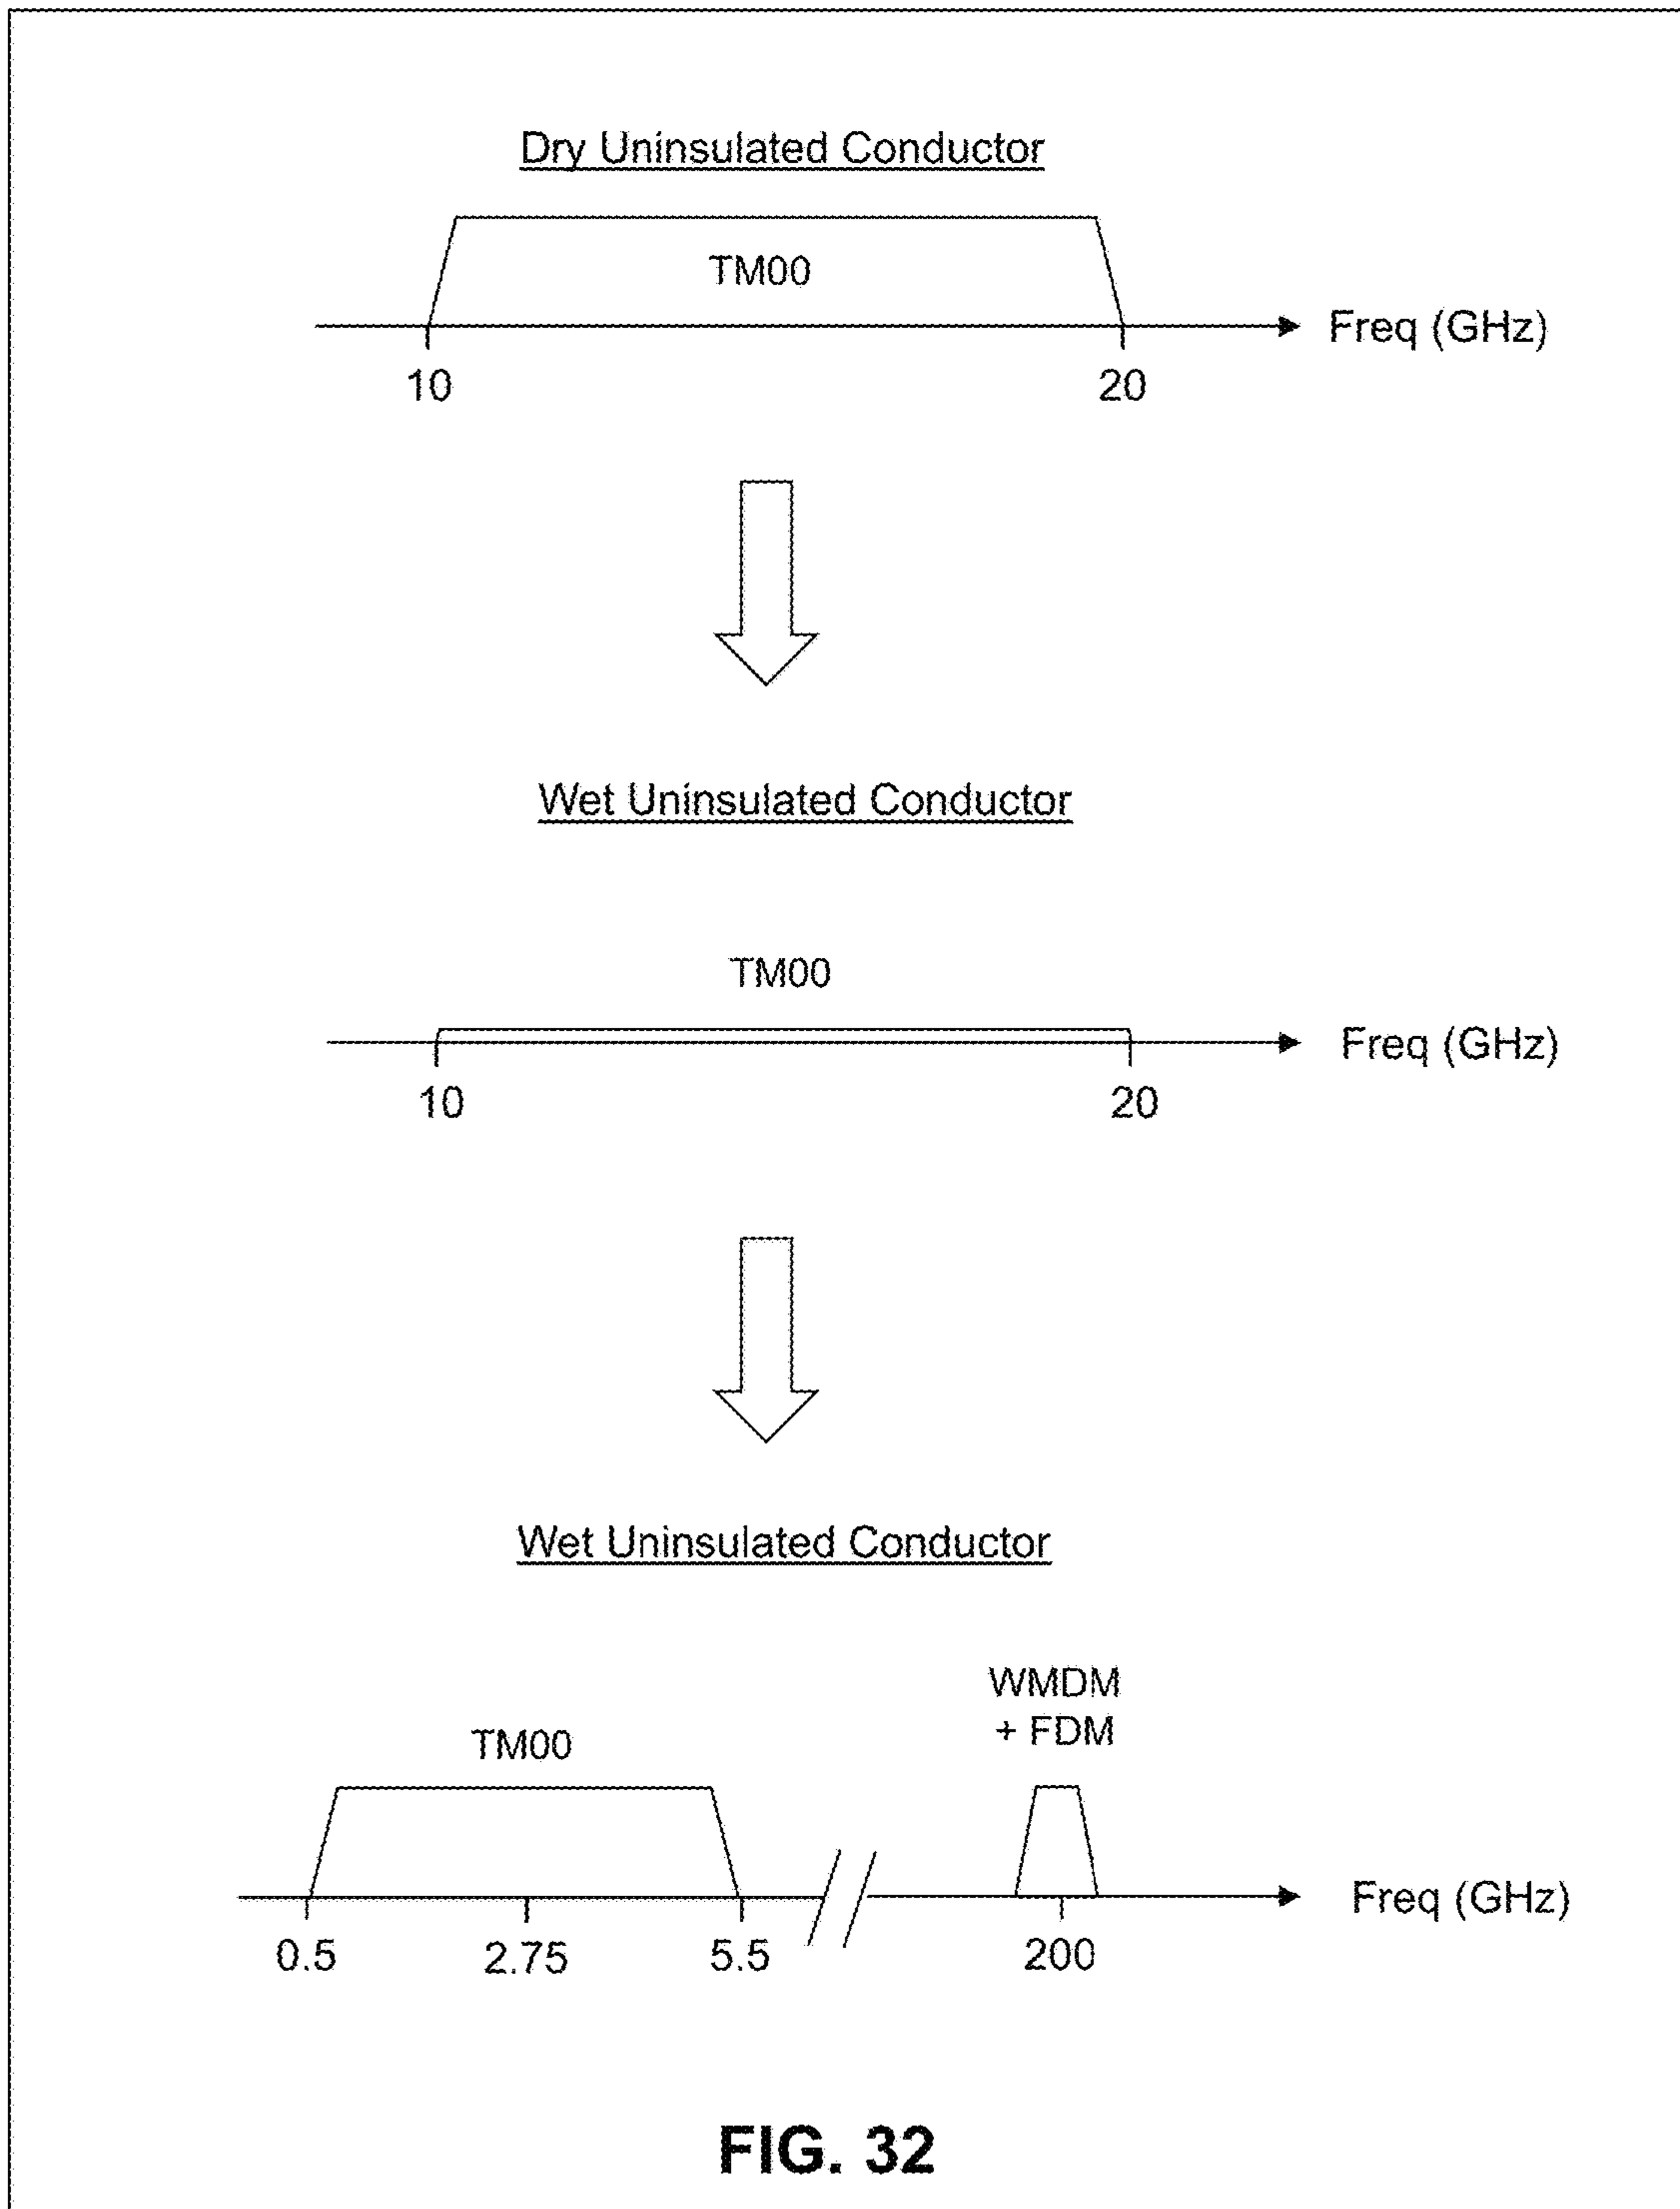 Dry Uninsulated Conductor
TM00
Freq (GHz)
10 20
Wet Uninsulated Conductor
TM00
Freq (GHz)
10 20
Wet Uninsulated Conductor
WMDM
+ FDM
TM00
Freq (GHz)
0.5 2.75 5.5 200
FIG. 32